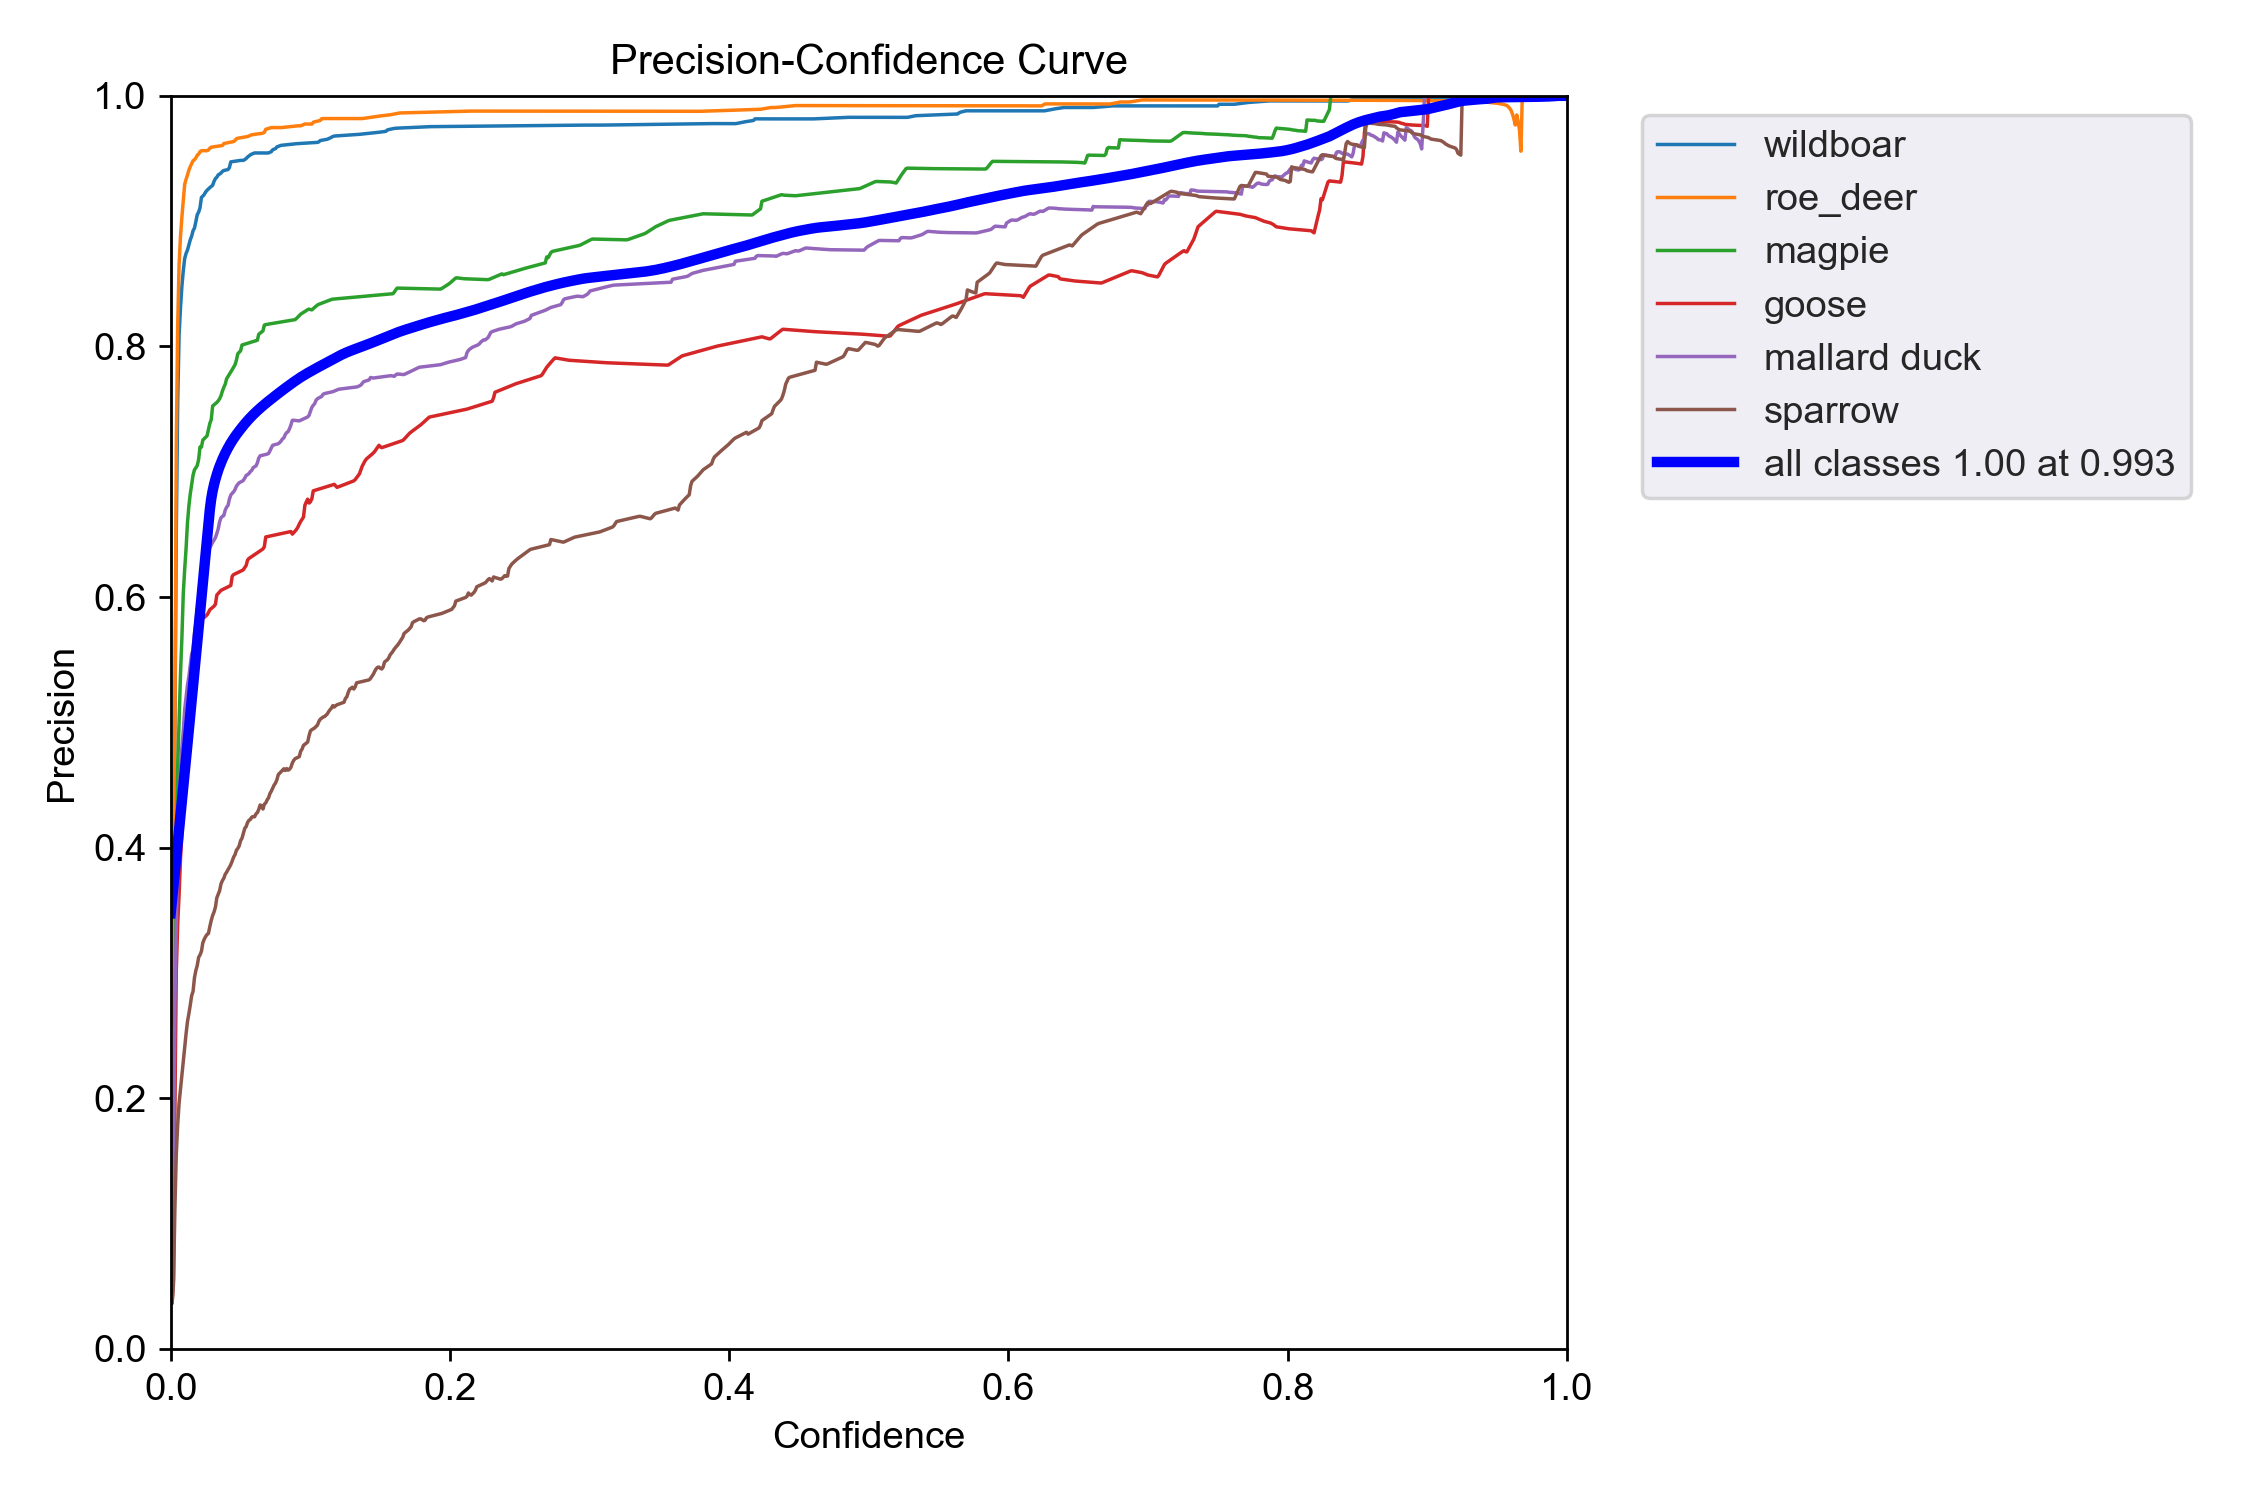 Precision-Confidence Curve
1.0
0.8
0.6
0.4
0.2
0.0
Precision
0.0 0.2 0.4 0.6 0.8 1.0
Confidence
wildboar
roe_deer
magpie
goose
mallard duck
sparrow
all classes 1.00 at 0.993